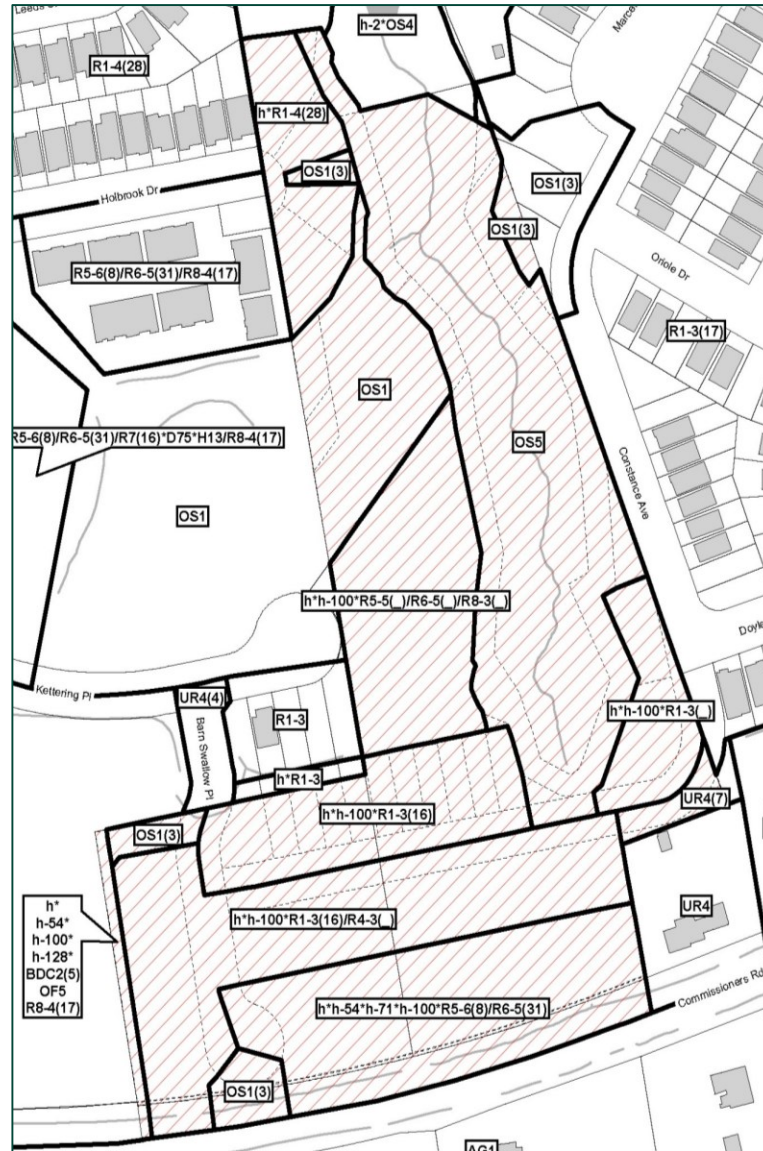 Leeds
h-2*OS4
R1-4(28)
h*R1-4(28)
OS1(3)
OS1(3)
Holbrook Dr
OS1(3)
Oriole Dr
R5-6(8)/R6-5(31)/R8-4(17)
R1-3(17)
OS1
OS5
R5-6(8)/R6-5(31)/R7(16)*D75*H13/R8-4(17)
Constance Ave
OS1
h*h-100*R5-5(_)/R6-5(_)/R8-3(_)
Kettering Pl
UR4(4)
Barn Swallow Pl
R1-3
h*h-100*R1-3(_)
h*R1-3
UR4(7)
h*h-100*R1-3(16)
OS1(3)
h*
h-54*
h-100*
h-128*
BDC2(5)
OF5
R8-4(17)
h*h-100*R1-3(16)/R4-3(_)
UR4
h*h-54*h-71*h-100*R5-6(8)/R6-5(31)
Commissioners Rd
OS1(3)
AG1